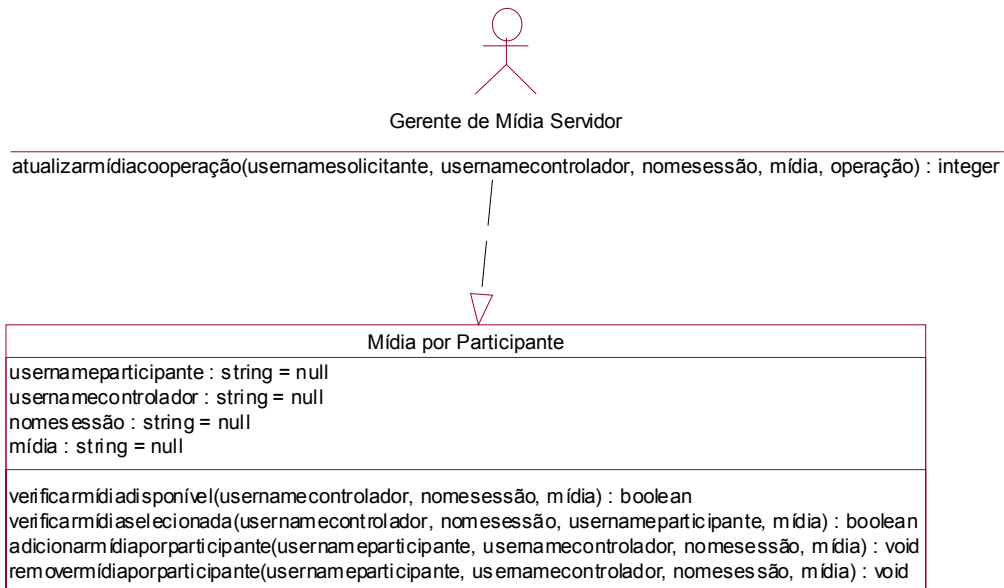 Gerente de Mídia Servidor
atualizarmídiacooperação(usernamesolicitante, usernamecontrolador, nomesessão, mídia, operação) : integer
Mídia por Participante
usernameparticipante : string = null
usernamecontrolador : string = null
nomesessão : string = null
mídia : string = null
verificarmídiadisponível(usernamecontrolador, nomesessão, mídia) : boolean
verificarmídiaselecionada(usernamecontrolador, nomesessão, usernameparticipante, mídia) : boolean
adicionarmídiaporparticipante(usernameparticipante, usernamecontrolador, nomesessão, mídia) : void
removermídiaporparticipante(usernameparticipante, usernamecontrolador, nomesessão, mídia) : void